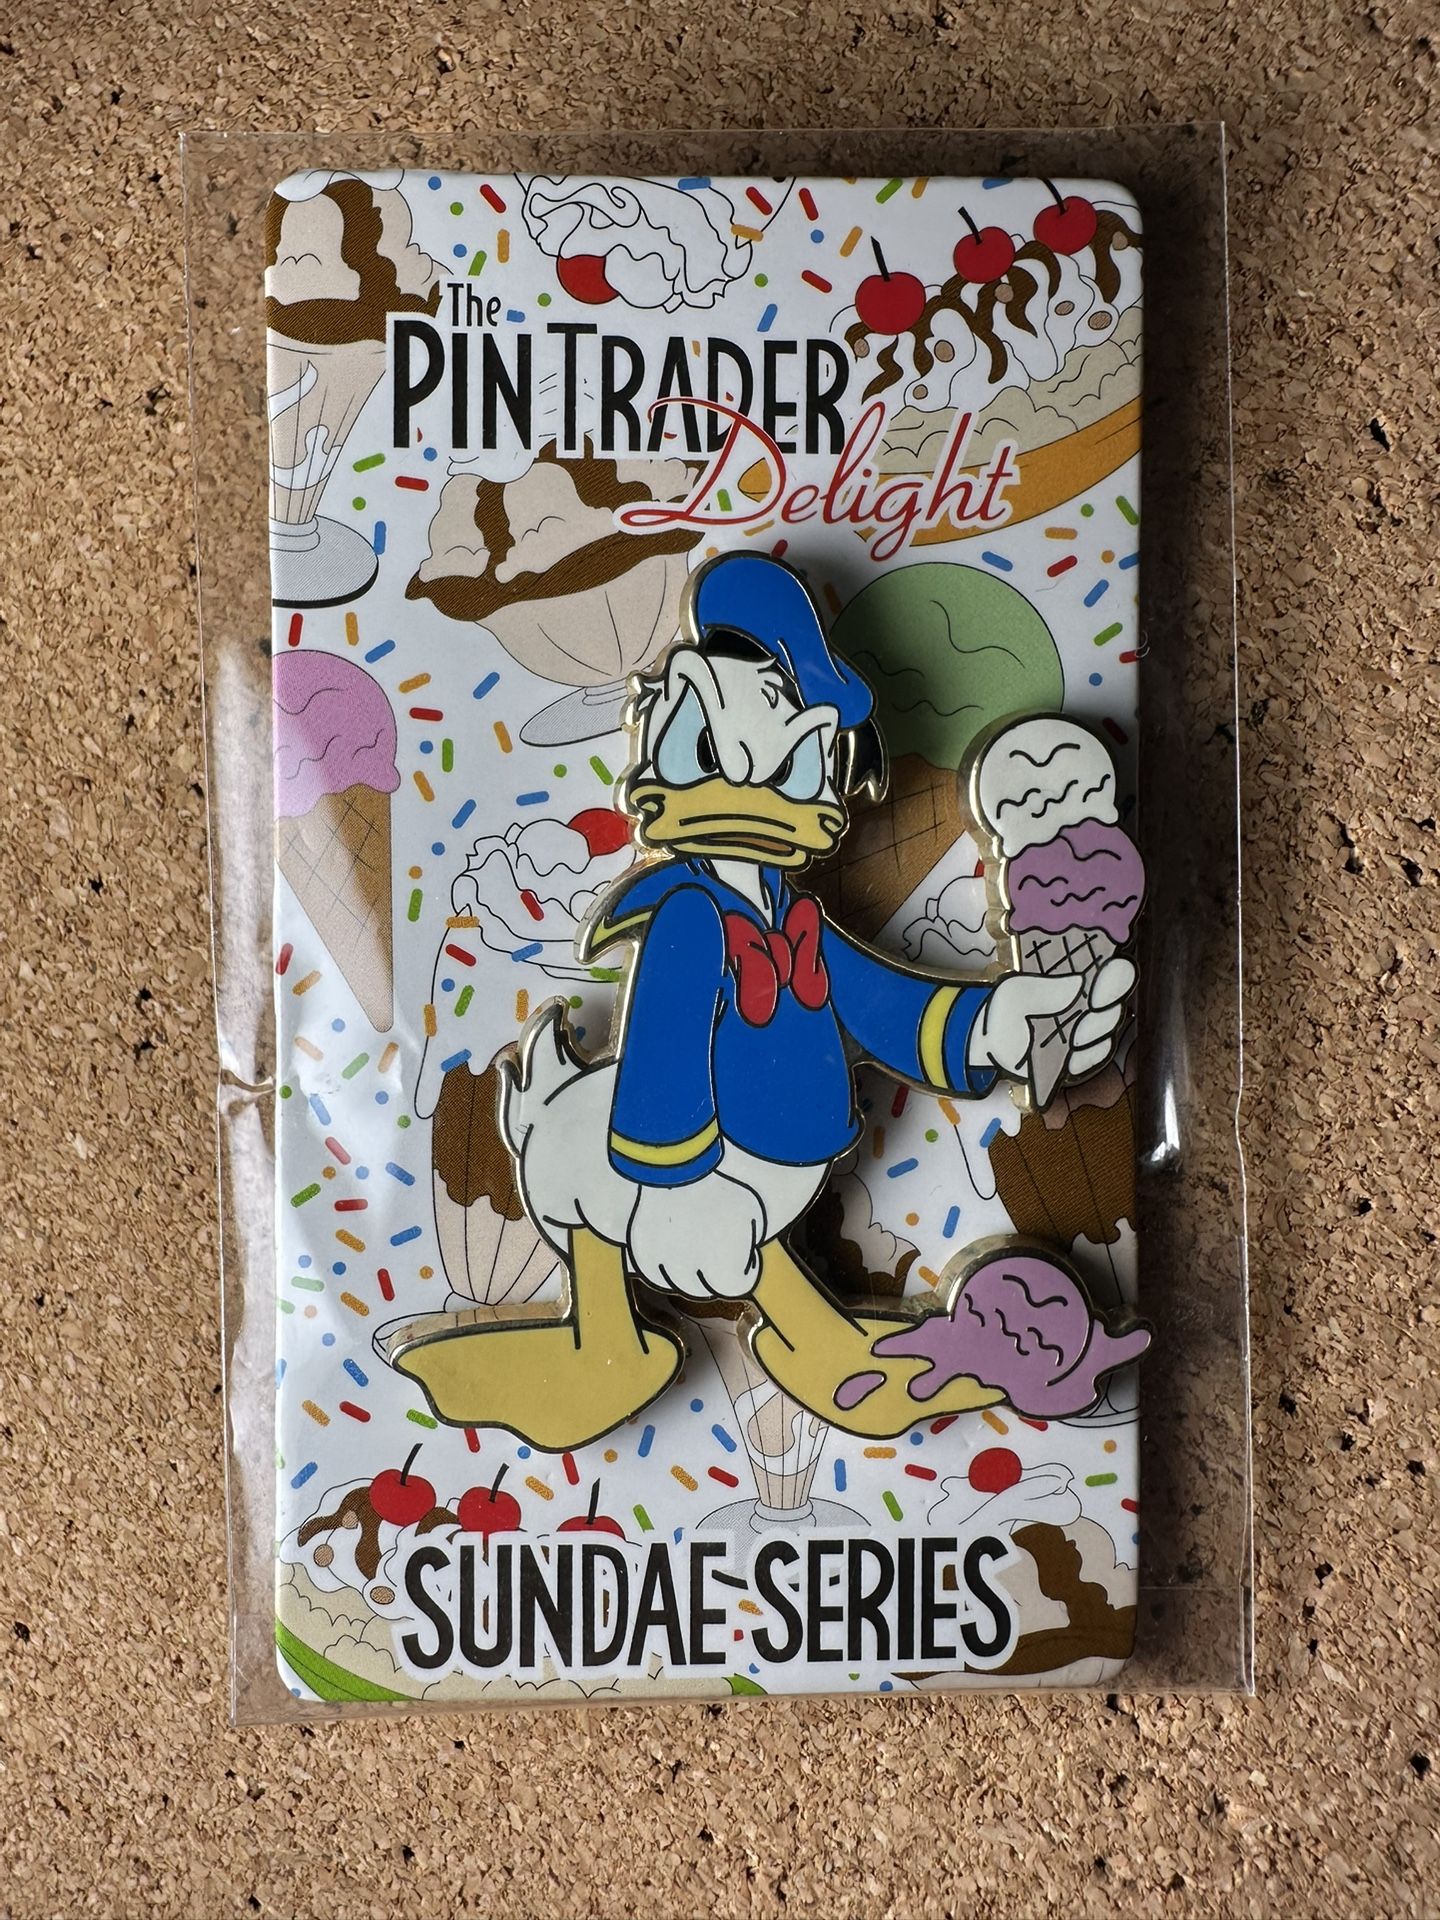 The
PIN TRADER
Delight
SUNDAE SERIES